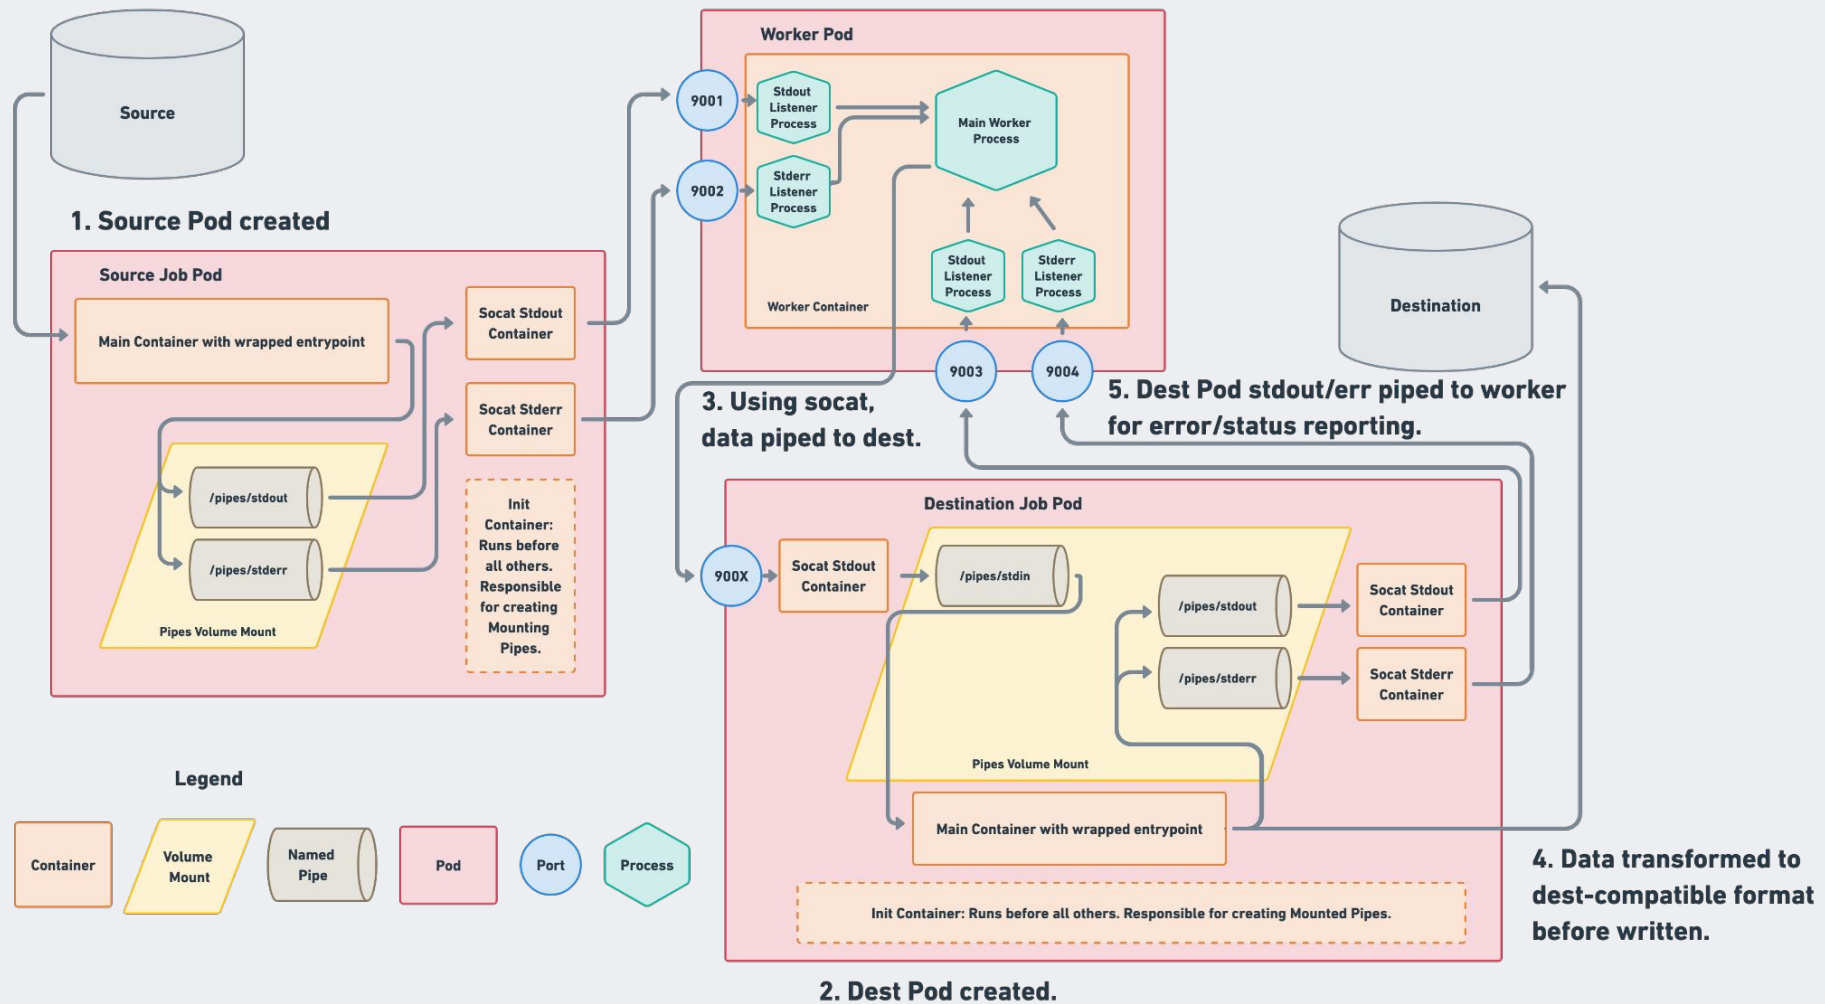 Source
1. Source Pod created
Source Job Pod
Main Container with wrapped entrypoint
Socat Stdout
Container
Socat Stderr
Container
/pipes/stdout
/pipes/stderr
Pipes Volume Mount
Init
Container:
Runs before
all others.
Responsible
for creating
Mounting
Pipes.
Worker Pod
9001
Stdout
Listener
Process
Main Worker
Process
9002
Stderr
Listener
Process
Stdout
Listener
Process
Stderr
Listener
Process
Worker Container
9003
9004
Destination
3. Using socat,
data piped to dest.
5. Dest Pod stdout/err piped to worker
for error/status reporting.
Destination Job Pod
900X
Socat Stdout
Container
/pipes/stdin
/pipes/stdout
Socat Stdout
Container
/pipes/stderr
Socat Stderr
Container
Pipes Volume Mount
Main Container with wrapped entrypoint
Init Container: Runs before all others. Responsible for creating Mounted Pipes.
4. Data transformed to
dest-compatible format
before written.
2. Dest Pod created.
Legend
Container
Volume
Mount
Named
Pipe
Pod
Port
Process